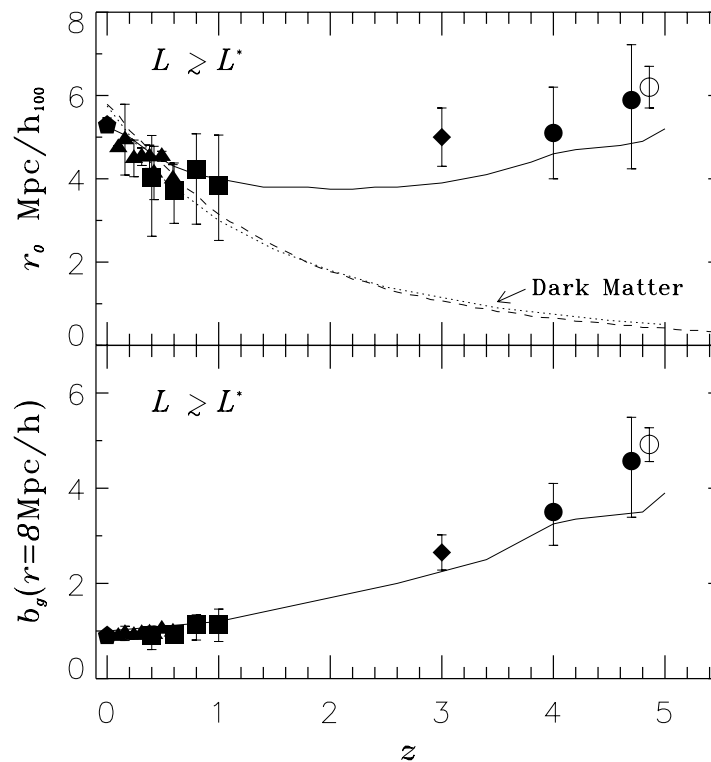 8
L ≳ L*
6
r₀ Mpc/h₁₀₀
4
2
Dark Matter
0
L ≳ L*
6
b_g(r=8Mpc/h)
4
2
0
0 1 2 3 4 5
z